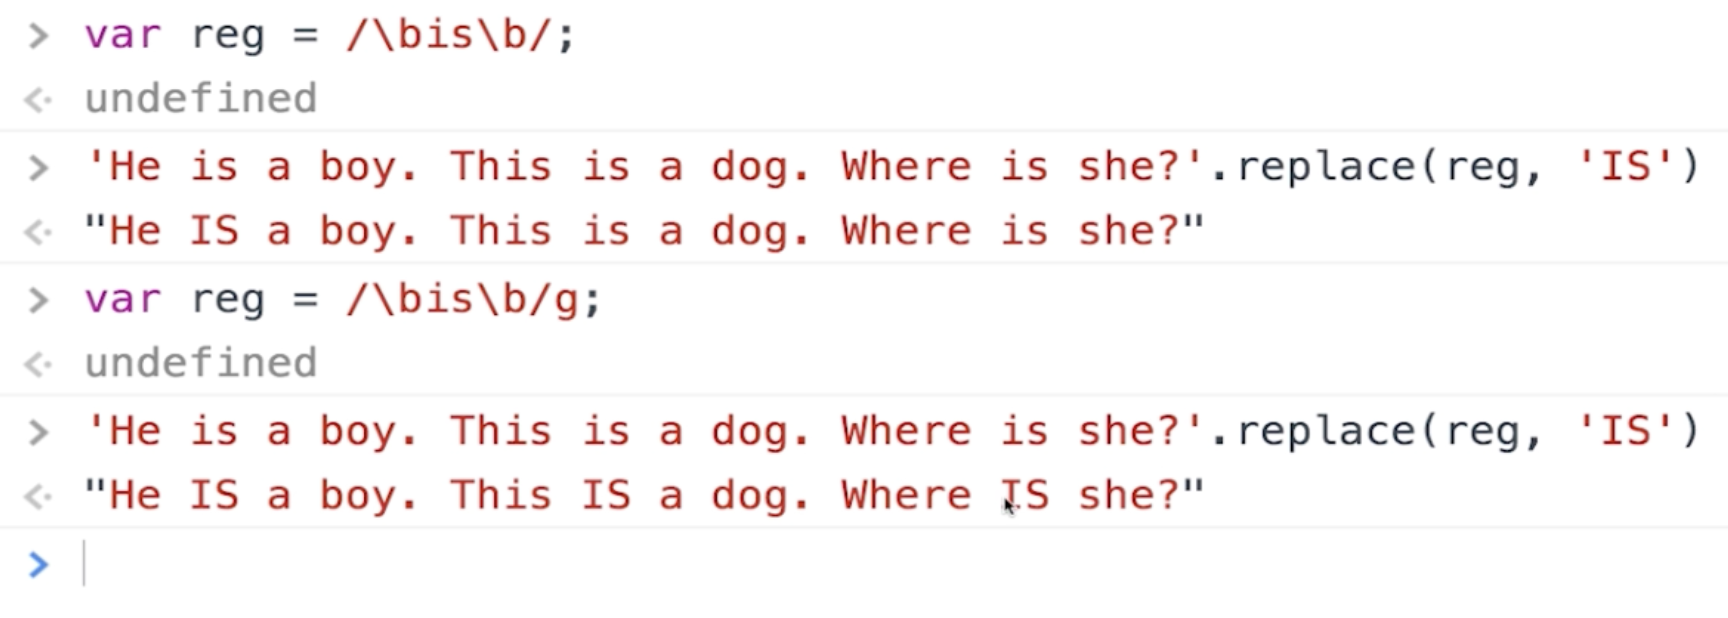 > var reg = /\bis\b/;
<· undefined
> 'He is a boy. This is a dog. Where is she?'.replace(reg, 'IS')
<· "He IS a boy. This is a dog. Where is she?"
> var reg = /\bis\b/g;
<· undefined
> 'He is a boy. This is a dog. Where is she?'.replace(reg, 'IS')
<· "He IS a boy. This IS a dog. Where IS she?"
>